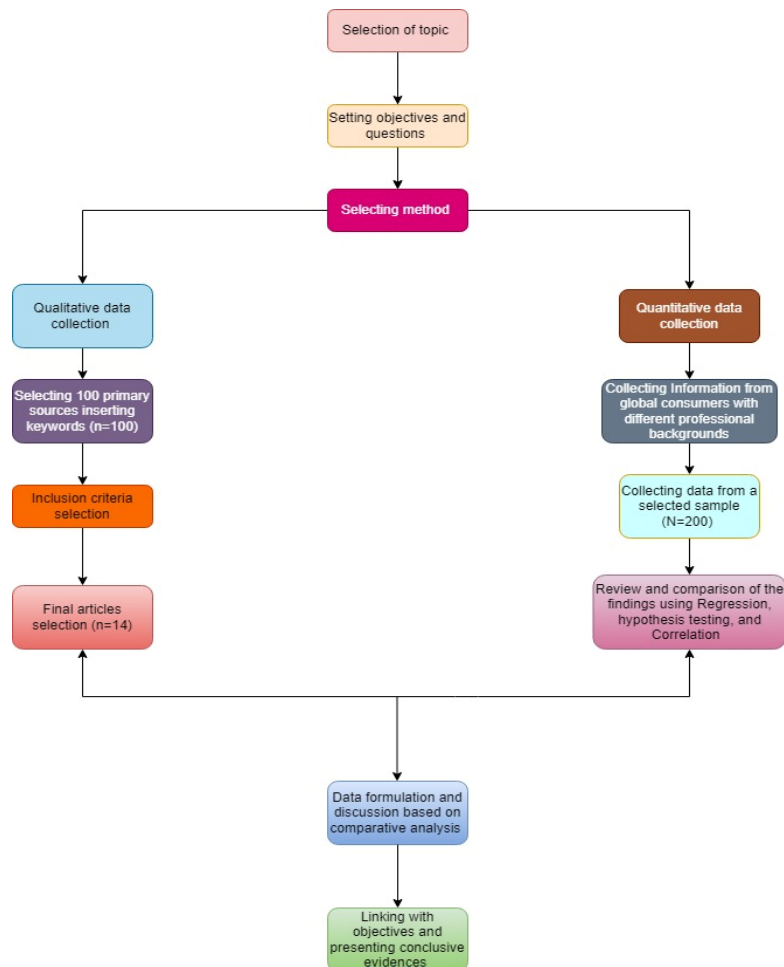 Selection of topic
Setting objectives and
questions
Selecting method
Qualitative data
collection
Quantitative data
collection
Selecting 100 primary
sources inserting
keywords (n=100)
Collecting Information from
global consumers with
different professional
backgrounds
Inclusion criteria
selection
Collecting data from a
selected sample
(N=200)
Final articles
selection (n=14)
Review and comparison of the
findings using Regression,
hypothesis testing, and
Correlation
Data formulation and
discussion based on
comparative analysis
Linking with
objectives and
presenting conclusive
evidences